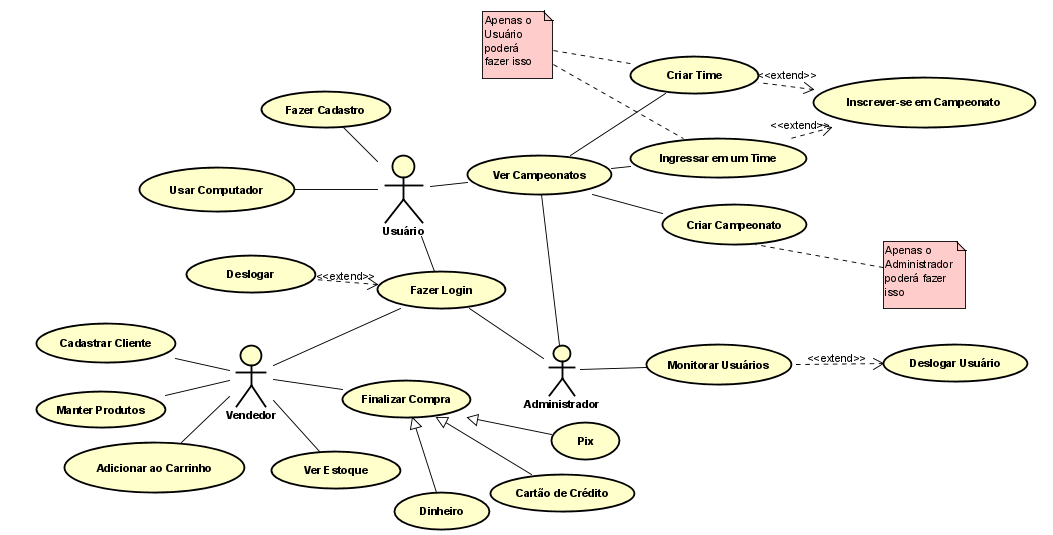 Apenas o
Usuário
poderá
fazer isso
Criar Time
<<extend>>
Inscrever-se em Campeonato
Fazer Cadastro
<<extend>>
Ingressar em um Time
Ver Campeonatos
Usar Computador
Usuário
Criar Campeonato
Apenas o
Administrador
poderá fazer
isso
Deslogar
<<extend>>
Fazer Login
Cadastrar Cliente
Monitorar Usuários
<<extend>>
Deslogar Usuário
Manter Produtos
Vendedor
Finalizar Compra
Administrador
Pix
Adicionar ao Carrinho
Ver Estoque
Cartão de Crédito
Dinheiro